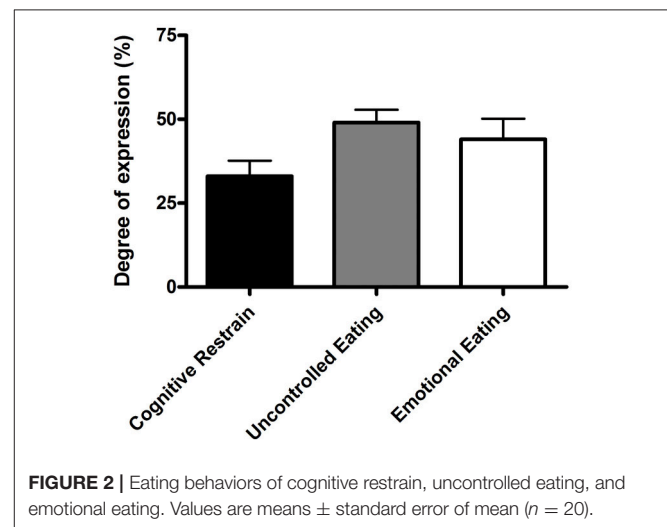 75
50
25
0
Degree of expression (%)
Cognitive Restrain
Uncontrolled Eating
Emotional Eating
FIGURE 2 | Eating behaviors of cognitive restrain, uncontrolled eating, and
emotional eating. Values are means ± standard error of mean (n = 20).